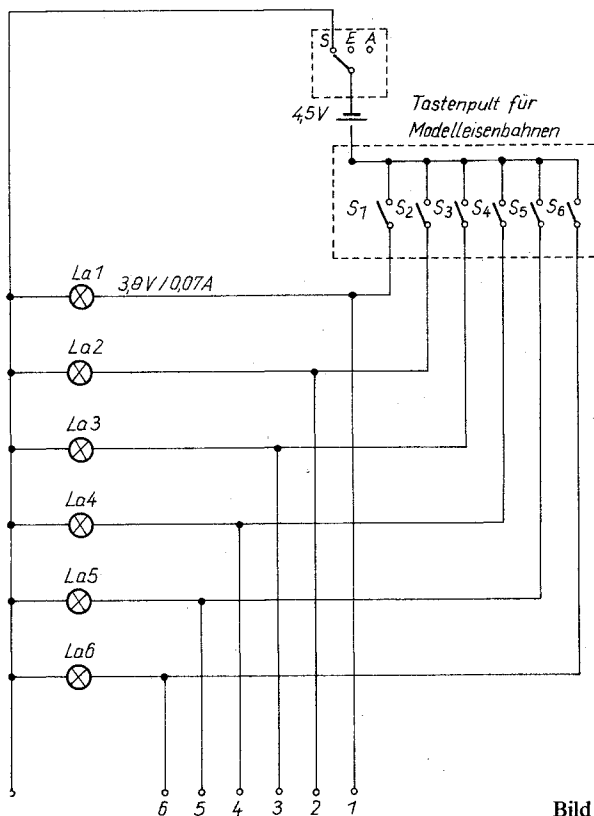 S E A
4,5V
Tastenpult für
Modelleisenbahnen
S1 S2 S3 S4 S5 S6
La1 3,8V/0,07A
La2
La3
La4
La5
La6
6 5 4 3 2 1
Bild